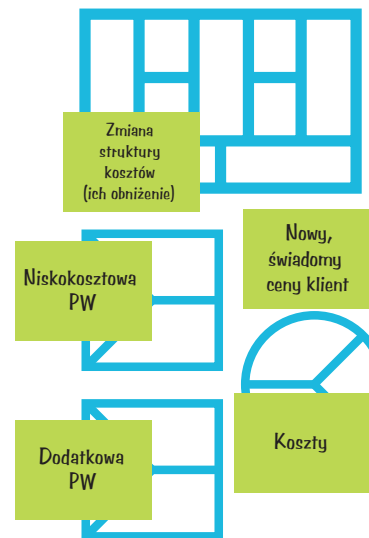 Zmiana
struktury
kosztów
(ich obniżenie)
Nowy,
świadomy
ceny klient
Niskokosztowa
PW
Koszty
Dodatkowa
PW